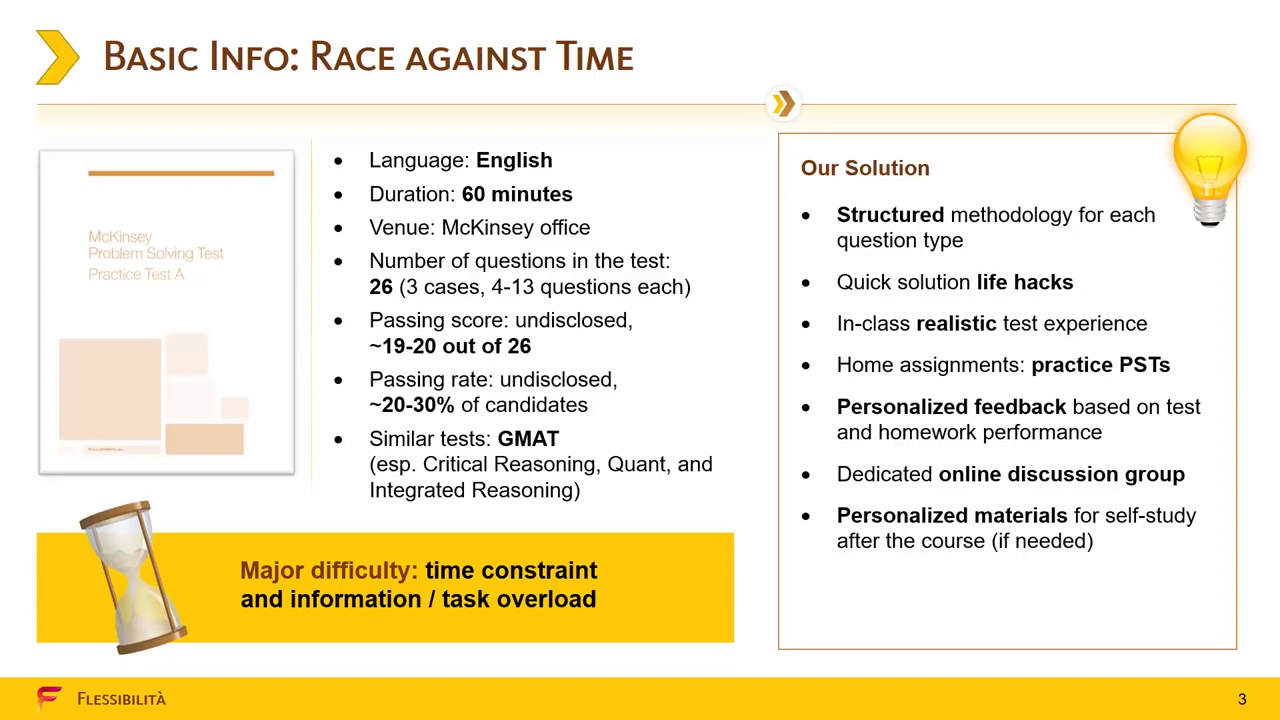 Basic Info: Race against Time
McKinsey
Problem Solving Test
Practice Test A
• Language: English
• Duration: 60 minutes
• Venue: McKinsey office
• Number of questions in the test:
26 (3 cases, 4-13 questions each)
• Passing score: undisclosed,
~19-20 out of 26
• Passing rate: undisclosed,
~20-30% of candidates
• Similar tests: GMAT
(esp. Critical Reasoning, Quant, and
Integrated Reasoning)
Major difficulty: time constraint
and information / task overload
Our Solution
• Structured methodology for each
question type
• Quick solution life hacks
• In-class realistic test experience
• Home assignments: practice PSTs
• Personalized feedback based on test
and homework performance
• Dedicated online discussion group
• Personalized materials for self-study
after the course (if needed)
Flessibilità
3